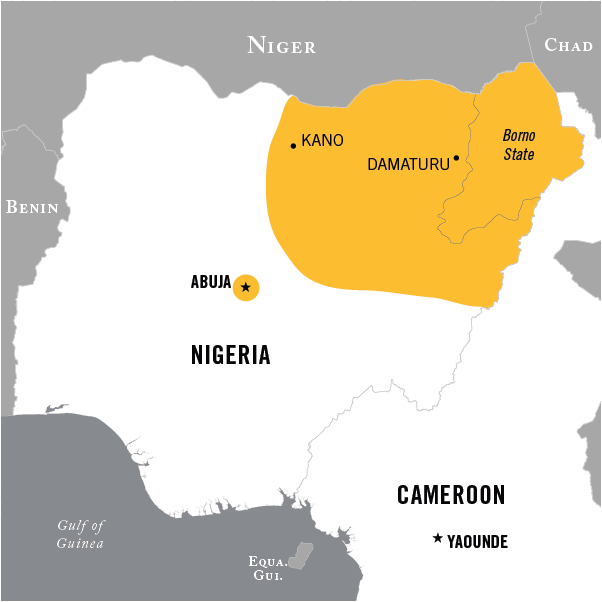 NIGER
CHAD
KANO
Borno
State
DAMATURU
BENIN
ABUJA
NIGERIA
CAMEROON
Gulf of
Guinea
YAOUNDE
EQUA.
GUI.